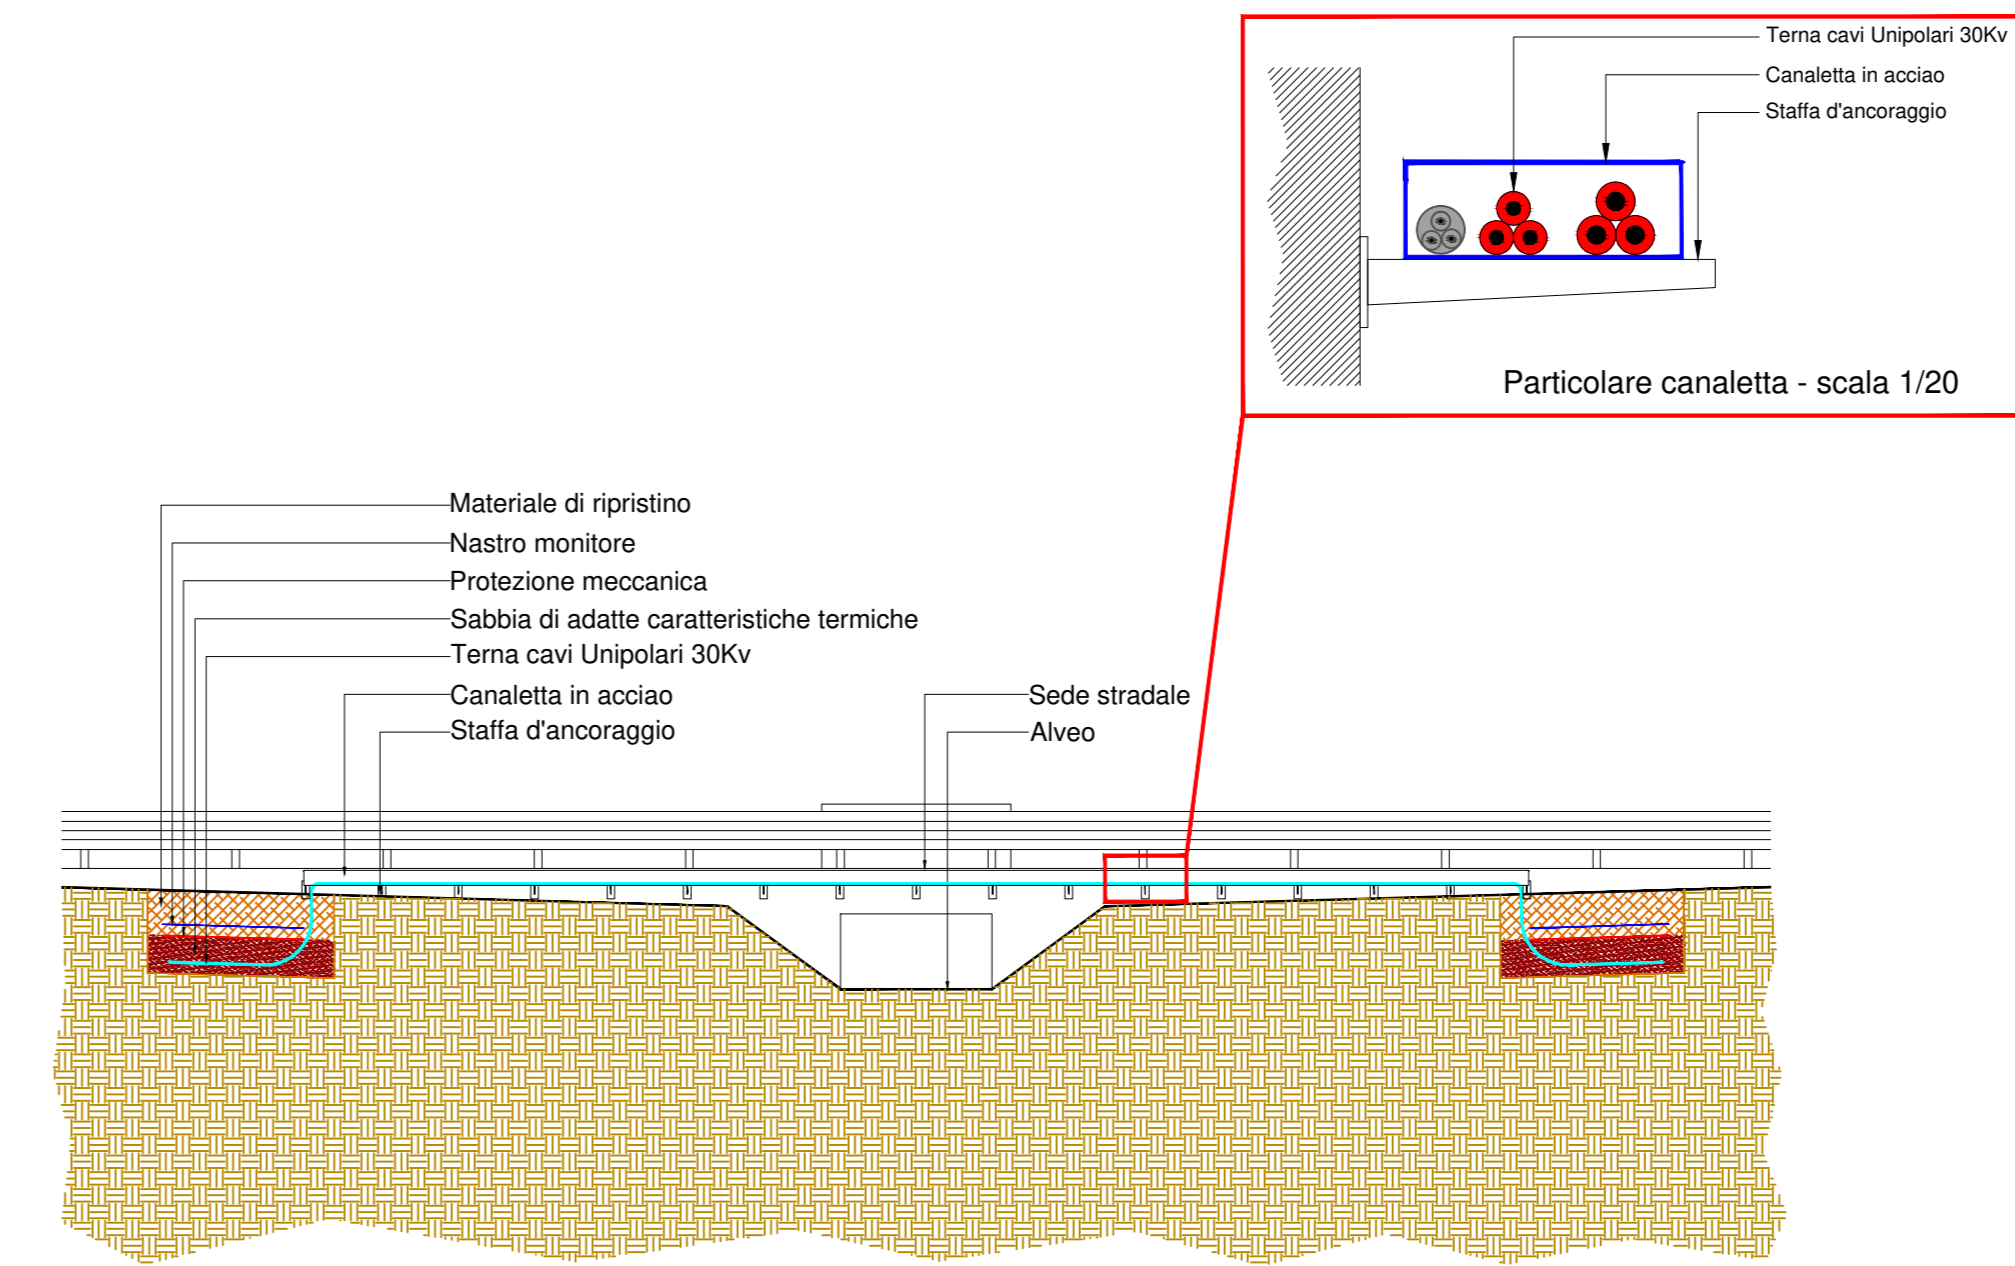 Terna cavi Unipolari 30Kv
Canaletta in acciao
Staffa d'ancoraggio
Particolare canaletta - scala 1/20
Materiale di ripristino
Nastro monitore
Protezione meccanica
Sabbia di adatte caratteristiche termiche
Terna cavi Unipolari 30Kv
Canaletta in acciao
Staffa d'ancoraggio
Sede stradale
Alveo